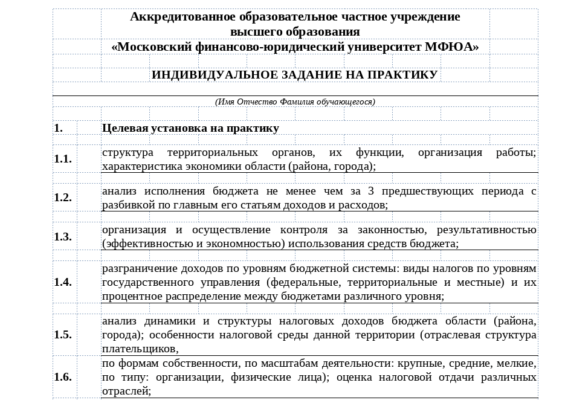 Аккредитованное образовательное частное учреждение
высшего образования
«Московский финансово-юридический университет МФЮА»
ИНДИВИДУАЛЬНОЕ ЗАДАНИЕ НА ПРАКТИКУ
(Имя Отчество Фамилия обучающегося)
1. Целевая установка на практику
1.1. структура территориальных органов, их функции, организация работы;
характеристика экономики области (района, города);
1.2. анализ исполнения бюджета не менее чем за 3 предшествующих периода с
разбивкой по главным его статьям доходов и расходов;
1.3. организация и осуществление контроля за законностью, результативностью
(эффективностью и экономностью) использования средств бюджета;
1.4. разграничение доходов по уровням бюджетной системы: виды налогов по уровням
государственного управления (федеральные, территориальные и местные) и их
процентное распределение между бюджетами различного уровня;
1.5. анализ динамики и структуры налоговых доходов бюджета области (района,
города); особенности налоговой среды данной территории (отраслевая структура
плательщиков,
1.6. по формам собственности, по масштабам деятельности: крупные, средние, мелкие,
по типу: организации, физические лица); оценка налоговой отдачи различных
отраслей;